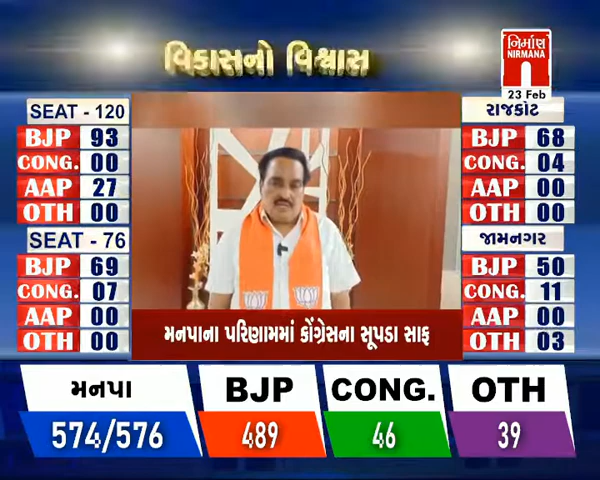 વિકાસનો વિશ્વાસ
નિર્માણ
NIRMANA
23 Feb
SEAT - 120
BJP 93
CONG. 00
AAP 27
OTH 00
SEAT - 76
BJP 69
CONG. 07
AAP 00
OTH 00
રાજકોટ
BJP 68
CONG. 04
AAP 00
OTH 00
જામનગર
BJP 50
CONG. 11
AAP 00
OTH 03
મનપાના પરિણામમાં કોંગ્રેસના સૂપડા સાફ
મનપા BJP CONG. OTH
574/576 489 46 39